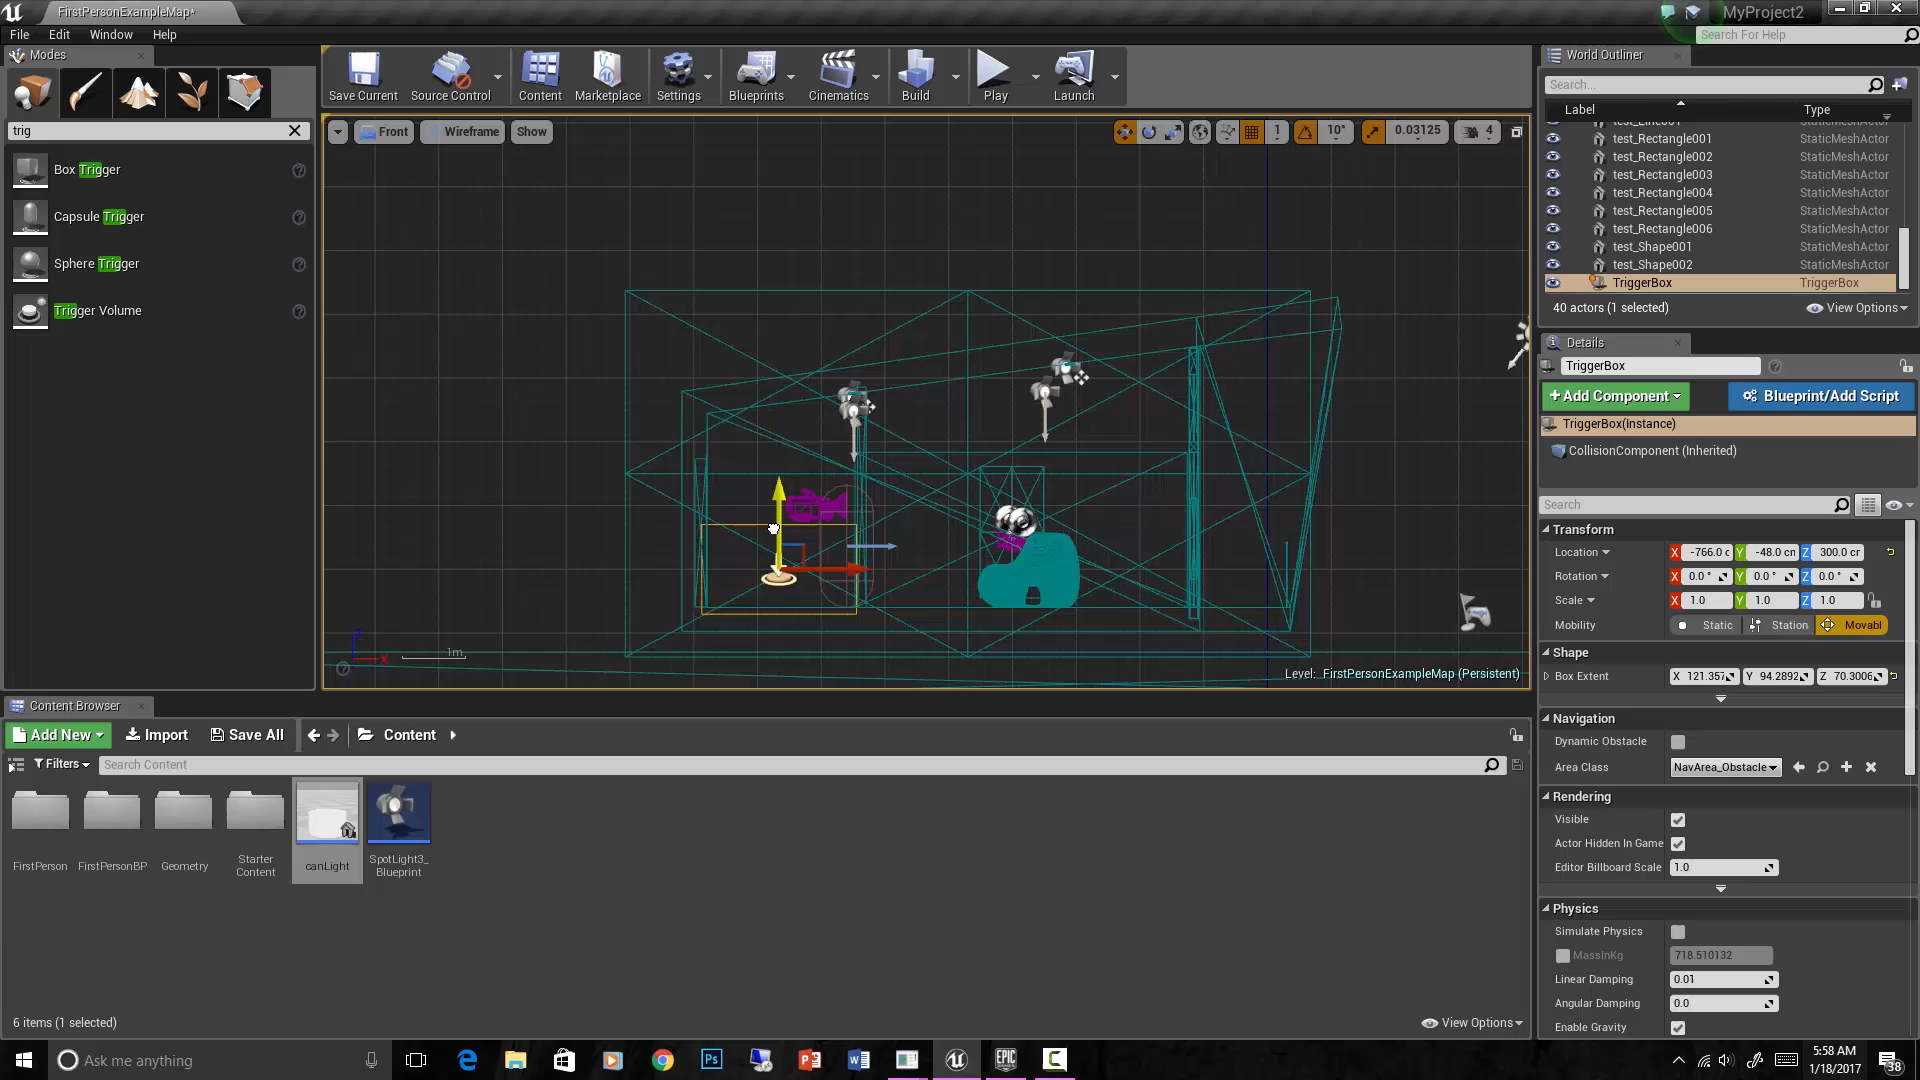 FirstPersonExampleMap*
MyProject2
File Edit Window Help
Search For Help
Modes
trig
Box Trigger
Capsule Trigger
Sphere Trigger
Trigger Volume
Save Current Source Control Content Marketplace Settings Blueprints Cinematics Build Play Launch
Front Wireframe Show
1 10° 0.03125 4
1m
Level: FirstPersonExampleMap (Persistent)
World Outliner
Search...
Label Type
test_Rectangle001 StaticMeshActor
test_Rectangle002 StaticMeshActor
test_Rectangle003 StaticMeshActor
test_Rectangle004 StaticMeshActor
test_Rectangle005 StaticMeshActor
test_Rectangle006 StaticMeshActor
test_Shape001 StaticMeshActor
test_Shape002 StaticMeshActor
TriggerBox TriggerBox
40 actors (1 selected) View Options
Details
TriggerBox
+Add Component Blueprint/Add Script
TriggerBox(Instance)
CollisionComponent (Inherited)
Search
Transform
Location X -766.0 c Y -48.0 cn Z 300.0 cr
Rotation X 0.0 ° Y 0.0 ° Z 0.0 °
Scale X 1.0 Y 1.0 Z 1.0
Mobility Static Station Movabl
Shape
Box Extent X 121.357 Y 94.2892 Z 70.3006
Navigation
Dynamic Obstacle
Area Class NavArea_Obstacle
Rendering
Visible
Actor Hidden In Game
Editor Billboard Scale 1.0
Physics
Simulate Physics
MassInKg 718.510132
Linear Damping 0.01
Angular Damping 0.0
Enable Gravity
Content Browser
Add New Import Save All Content
Filters Search Content
FirstPerson FirstPersonBP Geometry Starter Content canLight SpotLight3_Blueprint
6 items (1 selected) View Options
Ask me anything
5:58 AM
1/18/2017
38